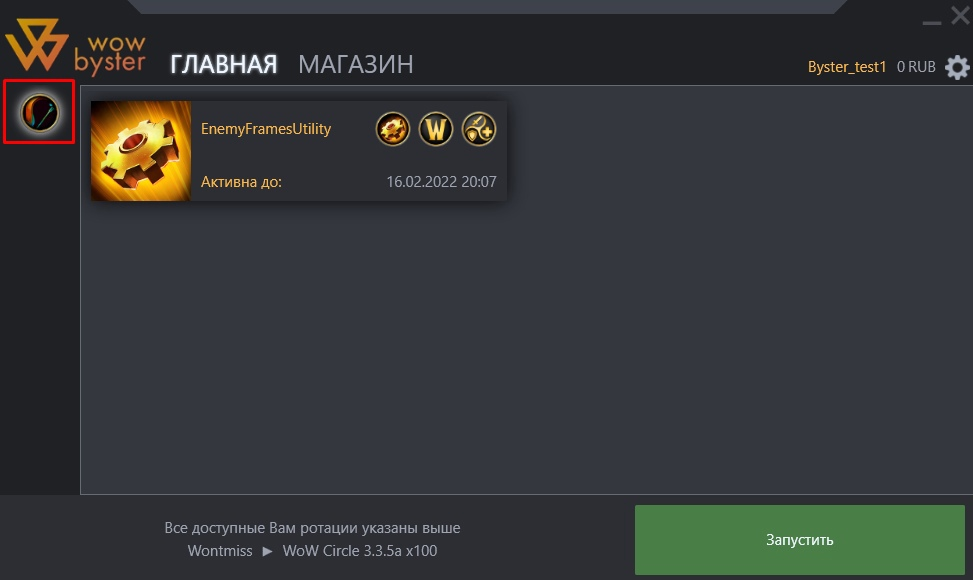 wow
byster
ГЛАВНАЯ МАГАЗИН
Byster_test1 0 RUB
EnemyFramesUtility
W
Активна до: 16.02.2022 20:07
Все доступные Вам ротации указаны выше
Wontmiss ► WoW Circle 3.3.5a x100
Запустить